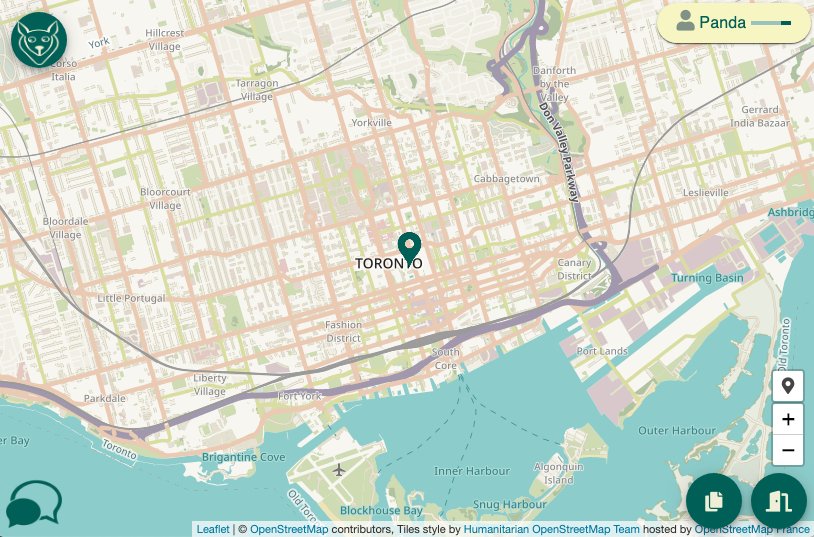 Panda
Hillcrest
Village
York
Corso
Italia
Tarragon
Village
Danforth
by the
Valley
Don Valley Parkway
Yorkville
Gerrard
India Bazaar
Cabbagetown
Bloorcourt
Village
Leslieville
Bloordale
Village
Ashbridg
TORONTO
Canary
District
Turning Basin
Little Portugal
Fashion
District
South
Core
Port Lands
Old Toronto
Liberty
Village
Parkdale
Fort York
+
−
Outer Harbour
er Bay
Toronto
Brigantine Cove
Inner Harbour
Algonquin
Island
Old To
Blockhouse Bay
Snug Harbour
Leaflet | © OpenStreetMap contributors, Tiles style by Humanitarian OpenStreetMap Team hosted by OpenStreetMap France